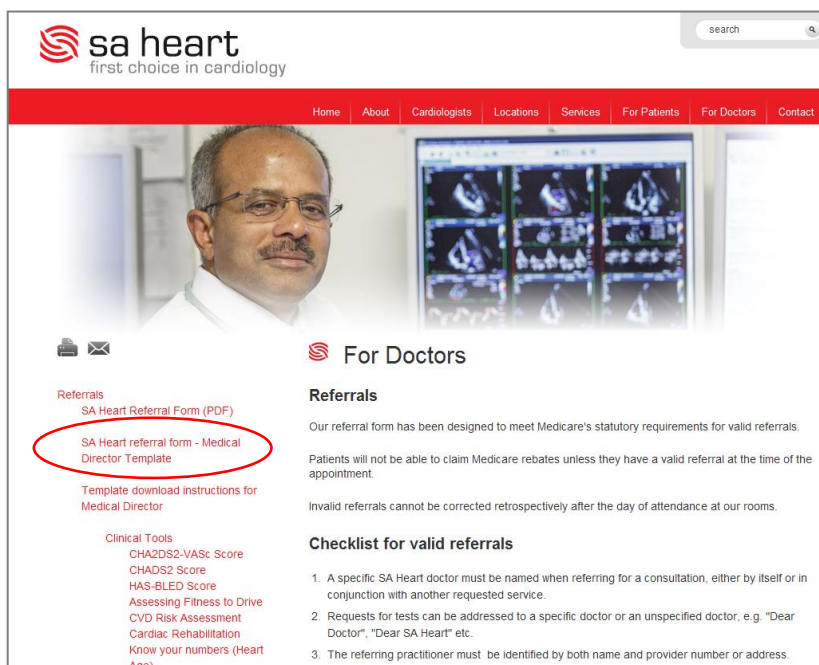 sa heart
first choice in cardiology
search
Home About Cardiologists Locations Services For Patients For Doctors Contact
For Doctors
Referrals
SA Heart Referral Form (PDF)
SA Heart referral form - Medical
Director Template
Template download instructions for
Medical Director
Clinical Tools
CHA2DS2-VASc Score
CHADS2 Score
HAS-BLED Score
Assessing Fitness to Drive
CVD Risk Assessment
Cardiac Rehabilitation
Know your numbers (Heart
Age)
Referrals
Our referral form has been designed to meet Medicare's statutory requirements for valid referrals.
Patients will not be able to claim Medicare rebates unless they have a valid referral at the time of the
appointment.
Invalid referrals cannot be corrected retrospectively after the day of attendance at our rooms.
Checklist for valid referrals
1. A specific SA Heart doctor must be named when referring for a consultation, either by itself or in
conjunction with another requested service.
2. Requests for tests can be addressed to a specific doctor or an unspecified doctor, e.g. "Dear
Doctor", "Dear SA Heart" etc.
3. The referring practitioner must be identified by both name and provider number or address.